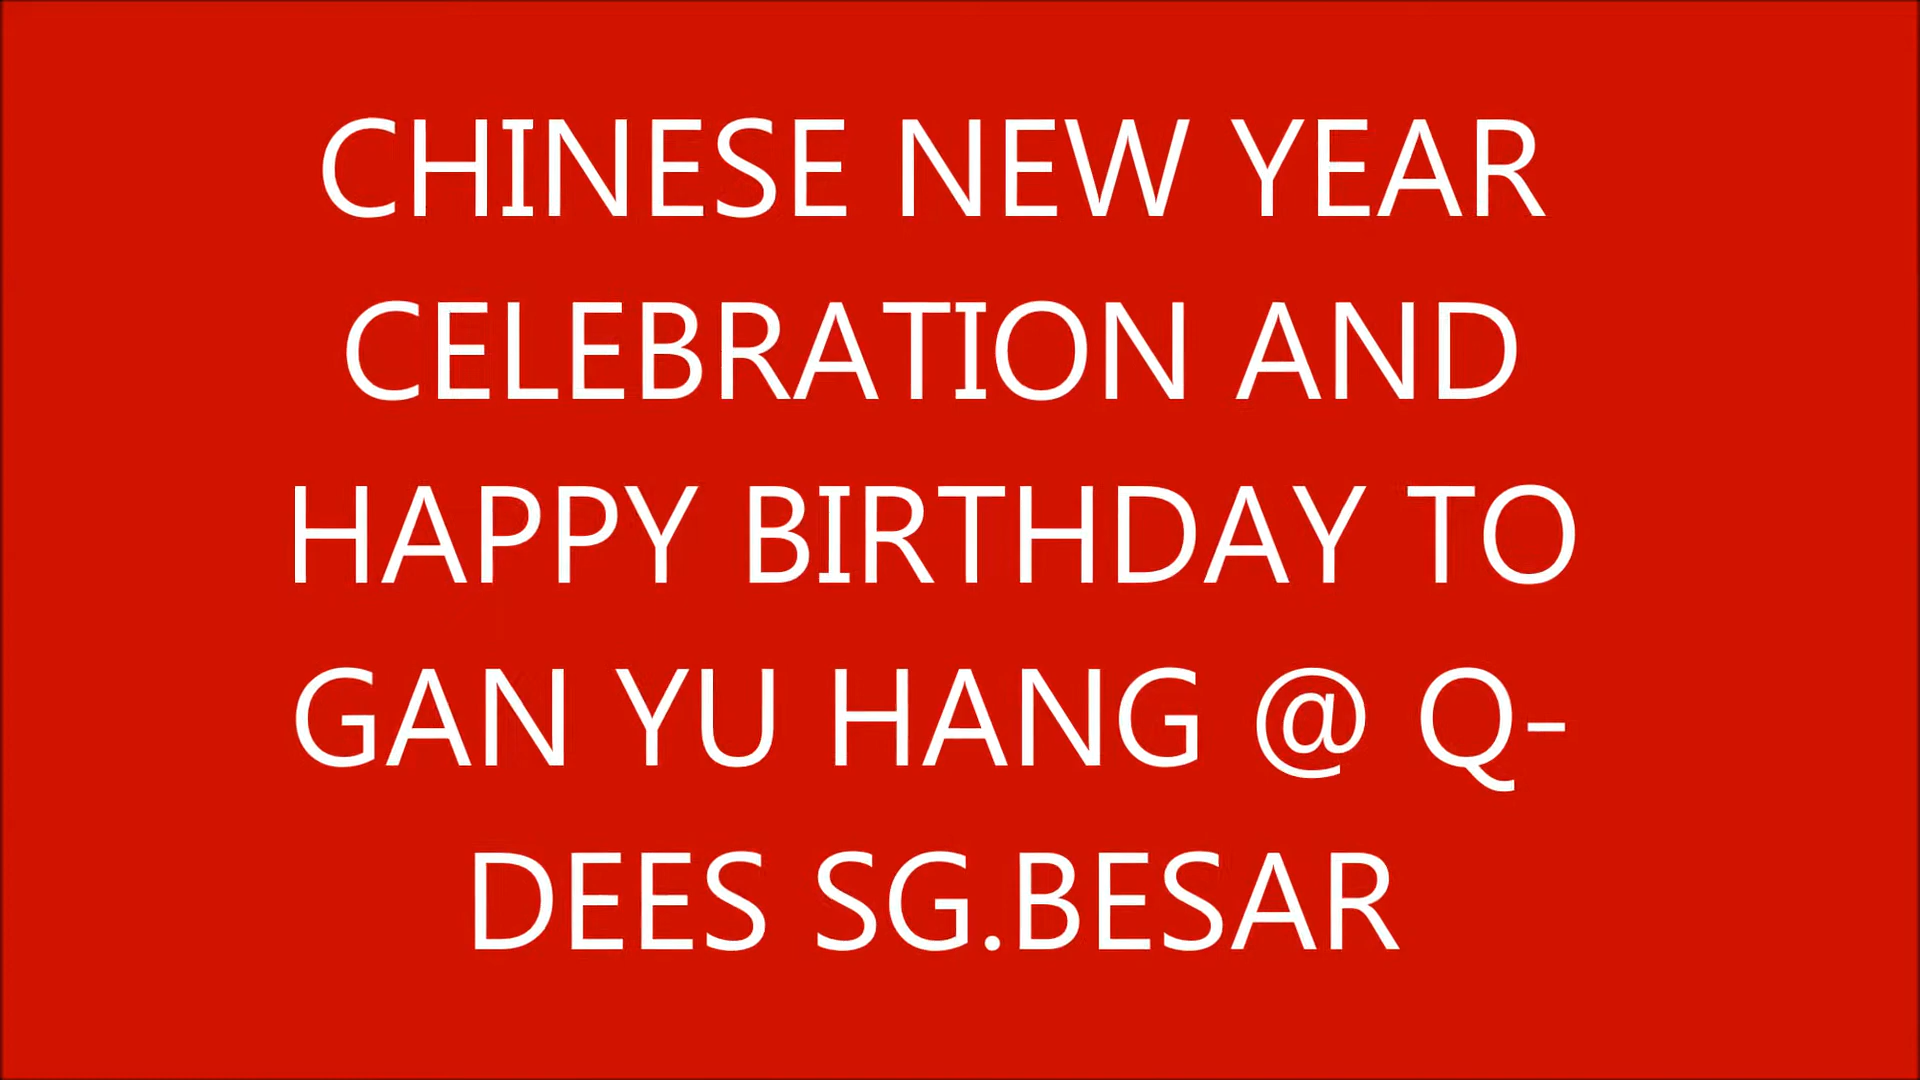 CHINESE NEW YEAR
CELEBRATION AND
HAPPY BIRTHDAY TO
GAN YU HANG @ Q-
DEES SG.BESAR